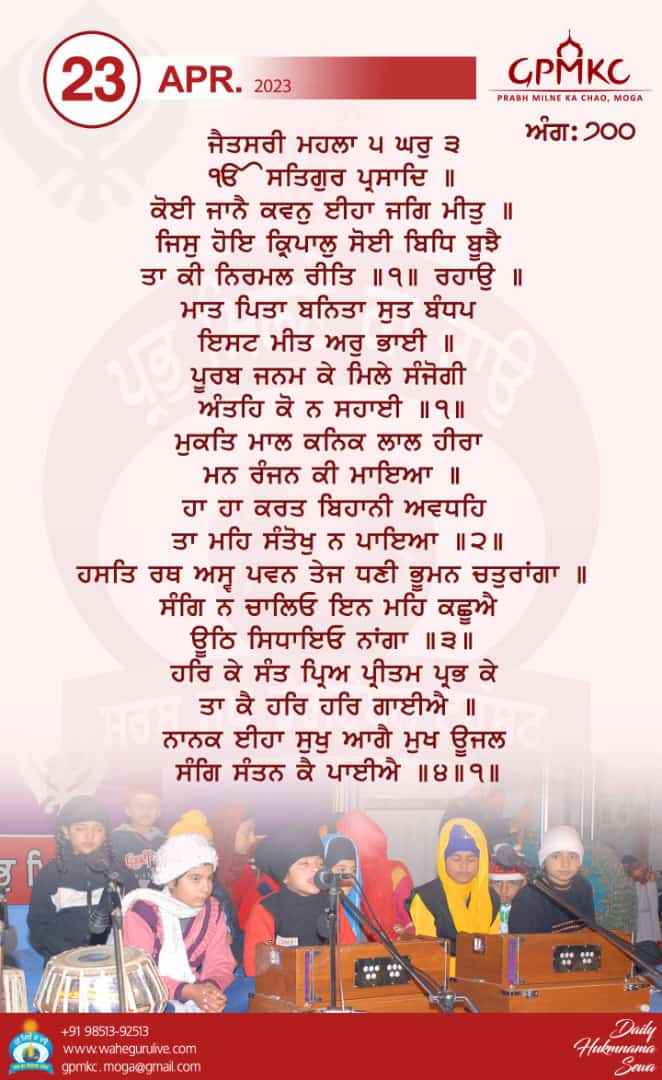 23 APR. 2023
GPMKC
PRABH MILNE KA CHAO, MOGA
ਅੰਗ: ੭੦੦
ਜੈਤਸਰੀ ਮਹਲਾ ੫ ਘਰੁ ੩
ੴ ਸਤਿਗੁਰ ਪ੍ਰਸਾਦਿ ॥
ਕੋਈ ਜਾਨੈ ਕਵਨੁ ਈਹਾ ਜਗਿ ਮੀਤੁ ॥
ਜਿਸੁ ਹੋਇ ਕ੍ਰਿਪਾਲੁ ਸੋਈ ਬਿਧਿ ਬੂਝੈ
ਤਾ ਕੀ ਨਿਰਮਲ ਰੀਤਿ ॥੧॥ ਰਹਾਉ ॥
ਮਾਤ ਪਿਤਾ ਬਨਿਤਾ ਸੁਤ ਬੰਧਪ
ਇਸਟ ਮੀਤ ਅਰੁ ਭਾਈ ॥
ਪੂਰਬ ਜਨਮ ਕੇ ਮਿਲੇ ਸੰਜੋਗੀ
ਅੰਤਹਿ ਕੋ ਨ ਸਹਾਈ ॥੧॥
ਮੁਕਤਿ ਮਾਲ ਕਨਿਕ ਲਾਲ ਹੀਰਾ
ਮਨ ਰੰਜਨ ਕੀ ਮਾਇਆ ॥
ਹਾ ਹਾ ਕਰਤ ਬਿਹਾਨੀ ਅਵਧਹਿ
ਤਾ ਮਹਿ ਸੰਤੋਖੁ ਨ ਪਾਇਆ ॥੨॥
ਹਸਤਿ ਰਥ ਅਸ੍ਵ ਪਵਨ ਤੇਜ ਧਣੀ ਭੂਮਨ ਚਤੁਰਾਂਗਾ ॥
ਸੰਗਿ ਨ ਚਾਲਿਓ ਇਨ ਮਹਿ ਕਛੂਐ
ਊਠਿ ਸਿਧਾਇਓ ਨਾਂਗਾ ॥੩॥
ਹਰਿ ਕੇ ਸੰਤ ਪ੍ਰਿਅ ਪ੍ਰੀਤਮ ਪ੍ਰਭ ਕੇ
ਤਾ ਕੈ ਹਰਿ ਹਰਿ ਗਾਈਐ ॥
ਨਾਨਕ ਈਹਾ ਸੁਖੁ ਆਗੈ ਮੁਖ ਊਜਲ
ਸੰਗਿ ਸੰਤਨ ਕੈ ਪਾਈਐ ॥੪॥੧॥
+91 98513-92513
www.wahegurulive.com
gpmkc.moga@gmail.com
Daily
Hukmnama
Sewa